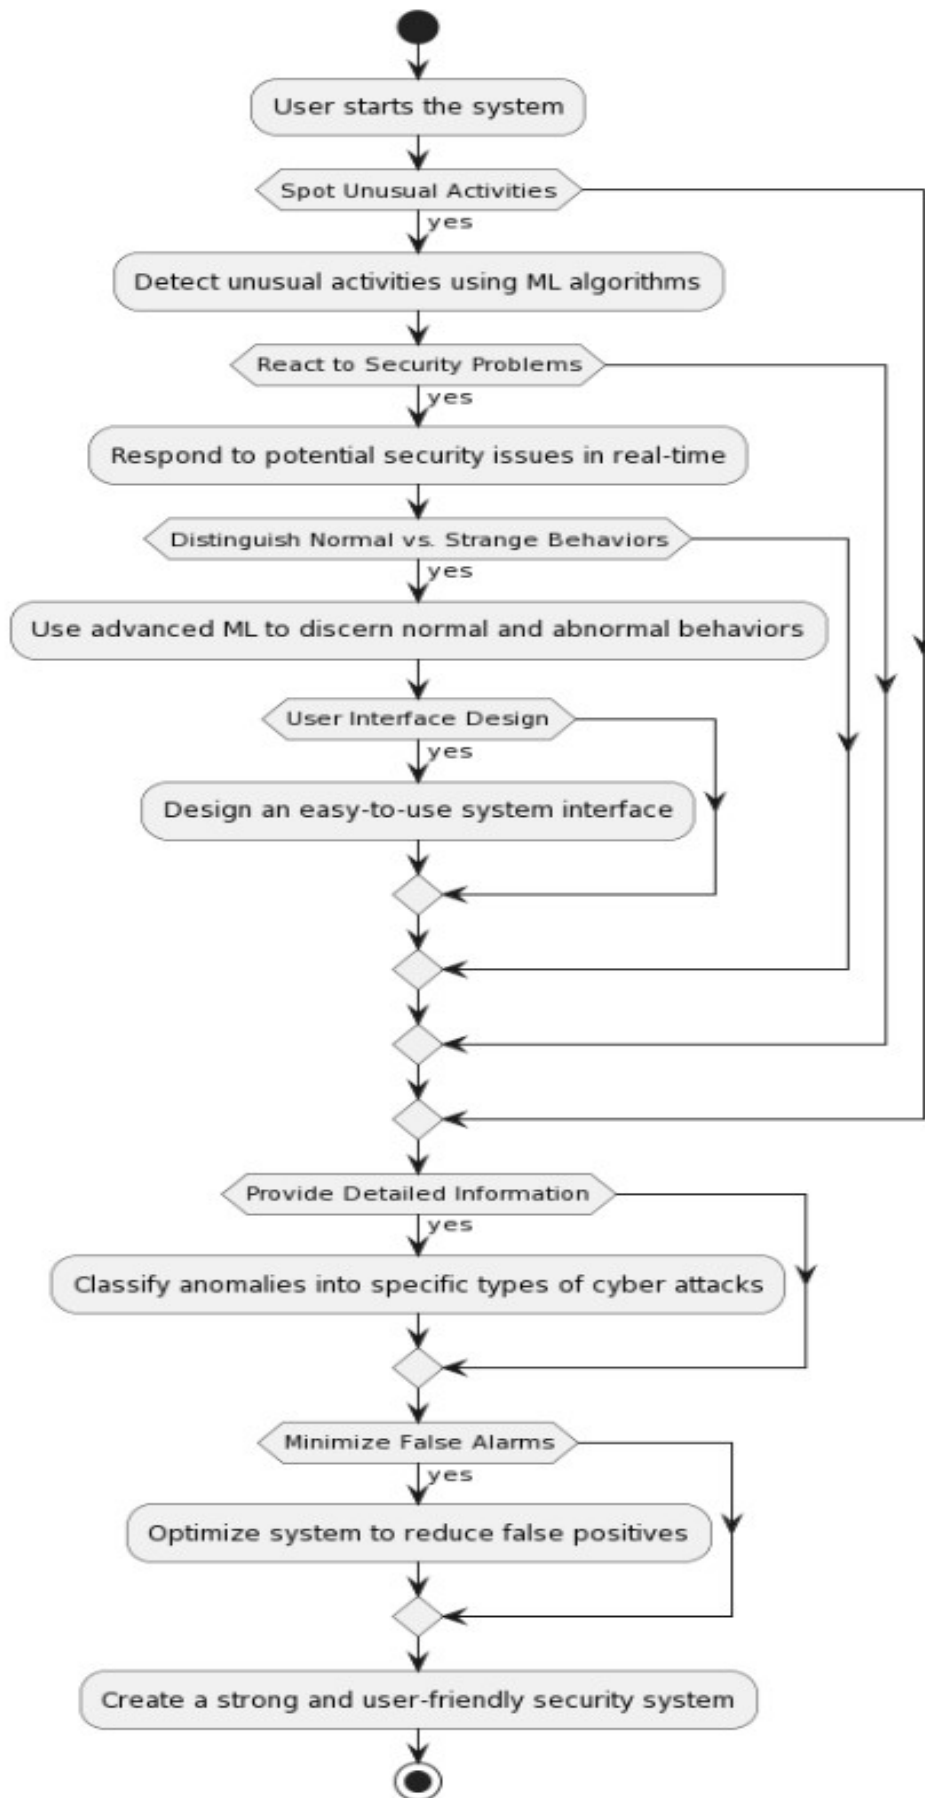 User starts the system
Spot Unusual Activities
yes
Detect unusual activities using ML algorithms
React to Security Problems
yes
Respond to potential security issues in real-time
Distinguish Normal vs. Strange Behaviors
yes
Use advanced ML to discern normal and abnormal behaviors
User Interface Design
yes
Design an easy-to-use system interface
Provide Detailed Information
yes
Classify anomalies into specific types of cyber attacks
Minimize False Alarms
yes
Optimize system to reduce false positives
Create a strong and user-friendly security system